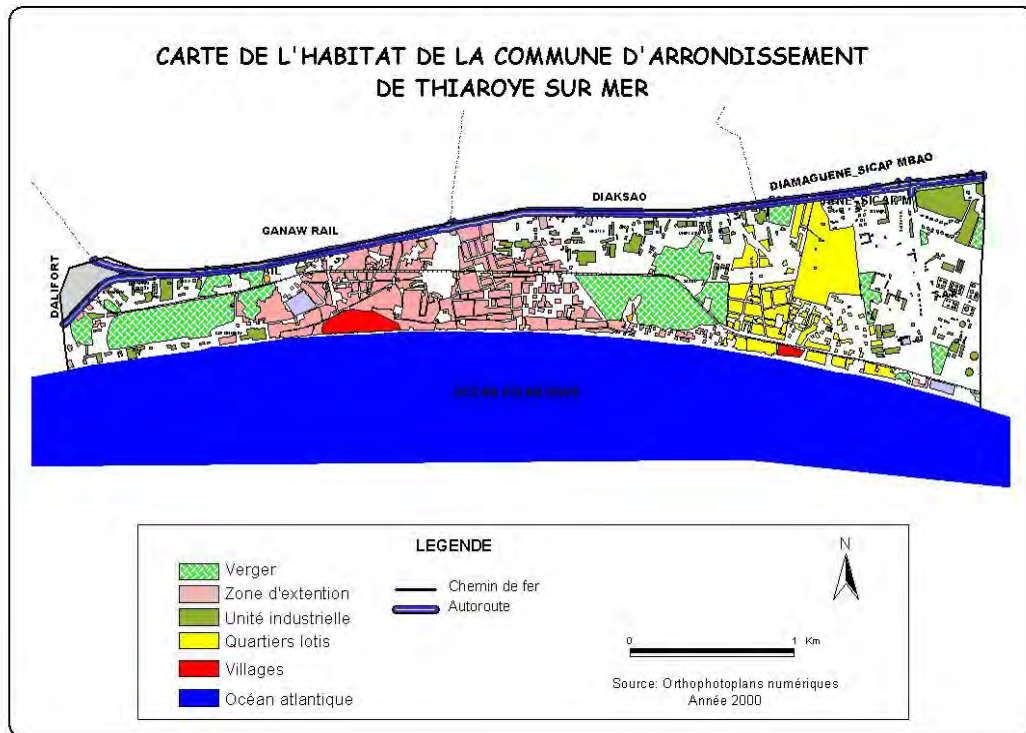 CARTE DE L'HABITAT DE LA COMMUNE D'ARRONDISSEMENT
DE THIAROYE SUR MER
DIAMAGUENE_SICAP MBAO
DIAKSAO
GANAW RAIL
DALIFORT
OCEAN ATLANTIQUE
LEGENDE
Verger
Zone d'extention
Unité industrielle
Quartiers lotis
Villages
Océan atlantique
Chemin de fer
Autoroute
N
0 1 Km
Source: Orthophotoplans numériques
Année 2000